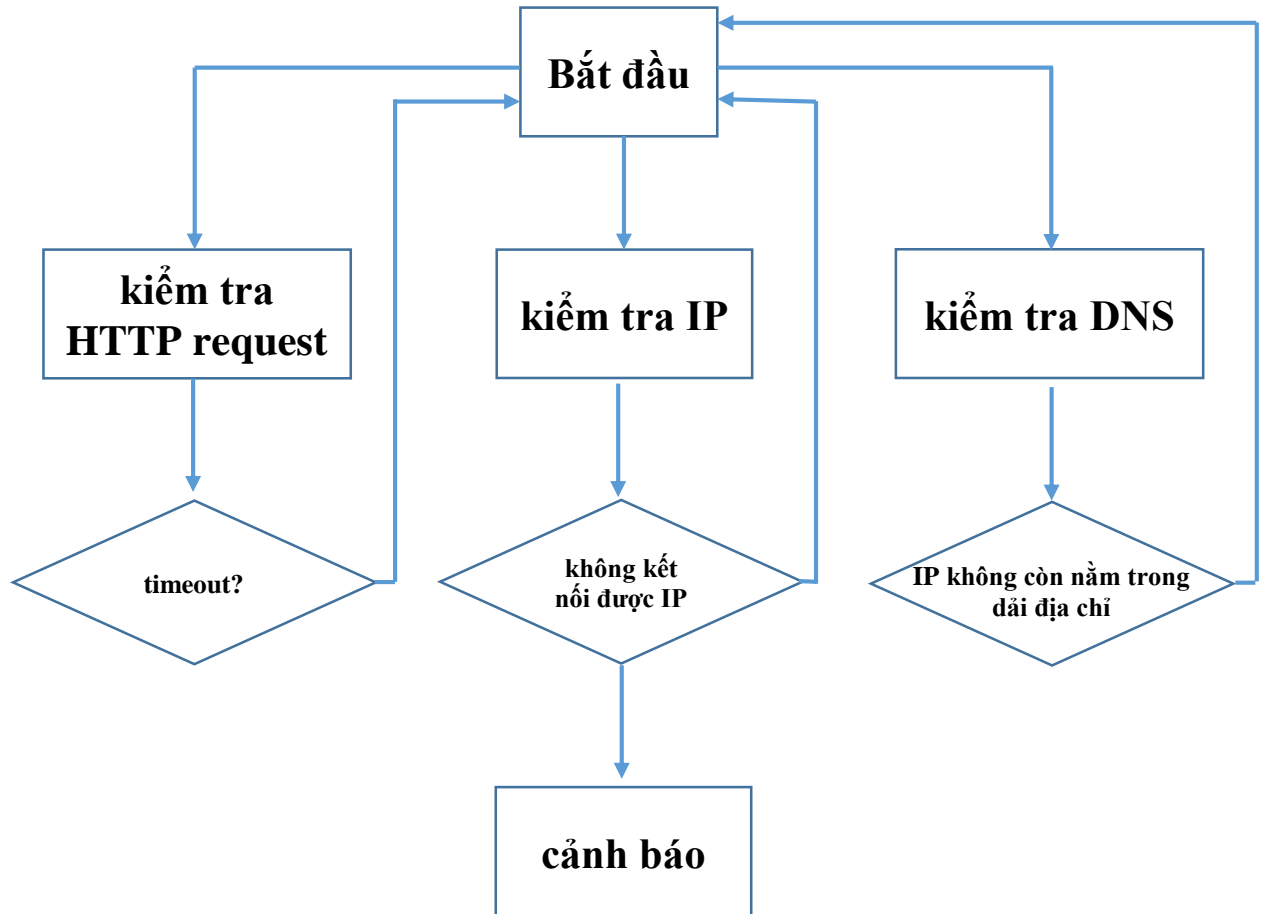 Bắt đầu
kiểm tra
HTTP request
kiểm tra IP
kiểm tra DNS
timeout?
không kết
nối được IP
IP không còn nằm trong
dải địa chỉ
cảnh báo